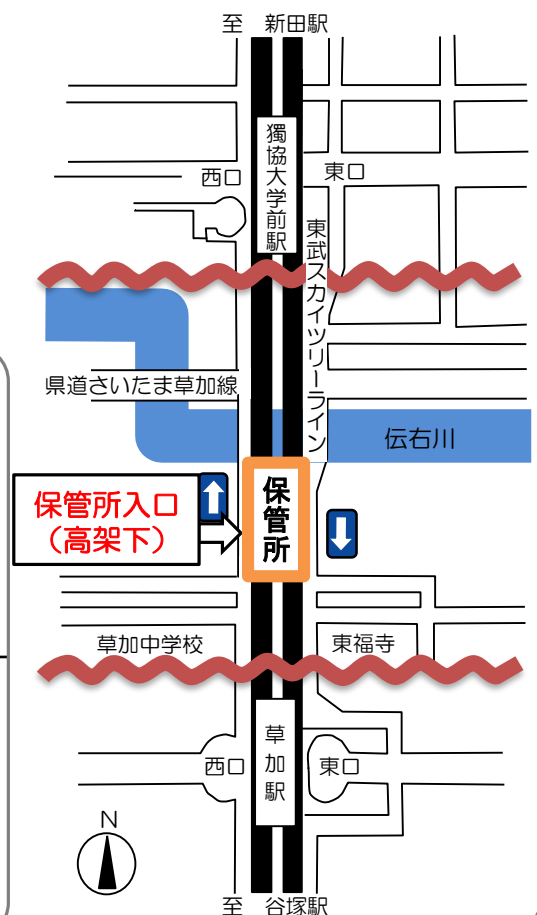 至 新田駅
獨協大学前駅
西口
東口
東武スカイツリーライン
県道さいたま草加線
伝右川
保管所入口
(高架下)
保管所
草加中学校
東福寺
草加駅
西口
東口
N
至 谷塚駅